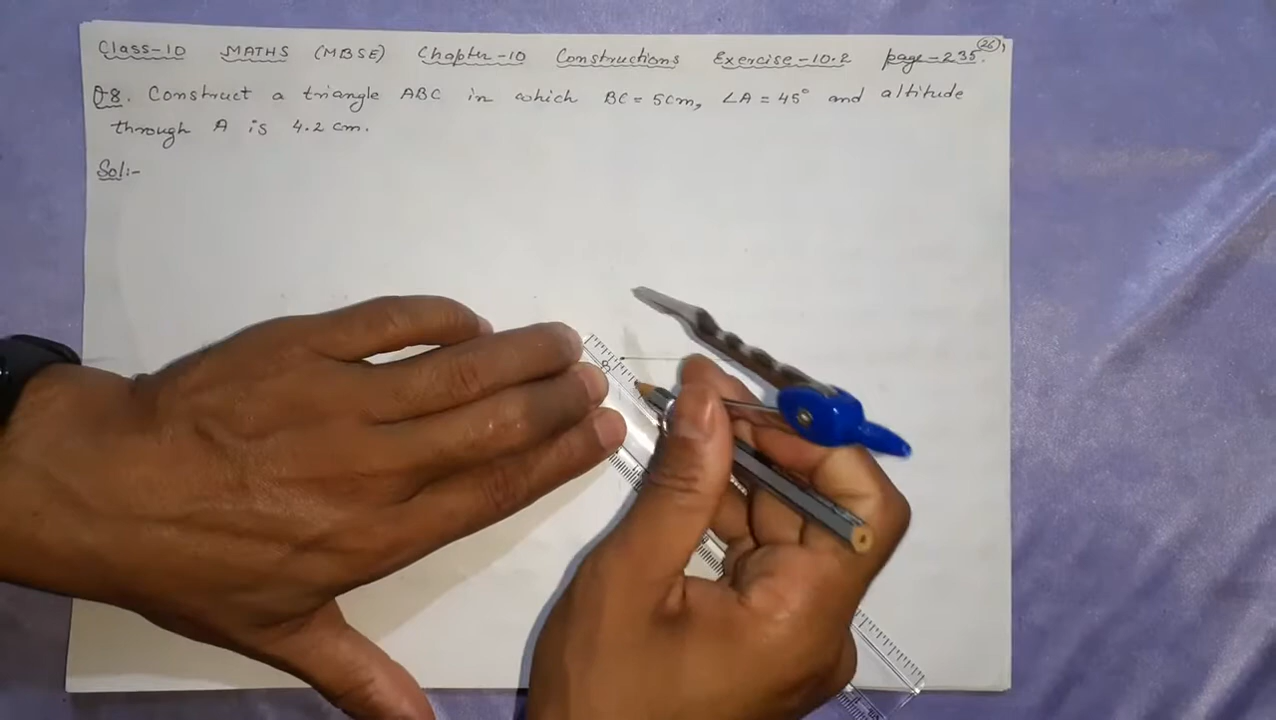 Class-10 MATHS (MBSE) Chapter-10 Constructions Exercise-10.2 page-235. (26)
Q8. Construct a triangle ABC in which BC = 5cm, ∠A = 45° and altitude
through A is 4.2 cm.
Sol:-